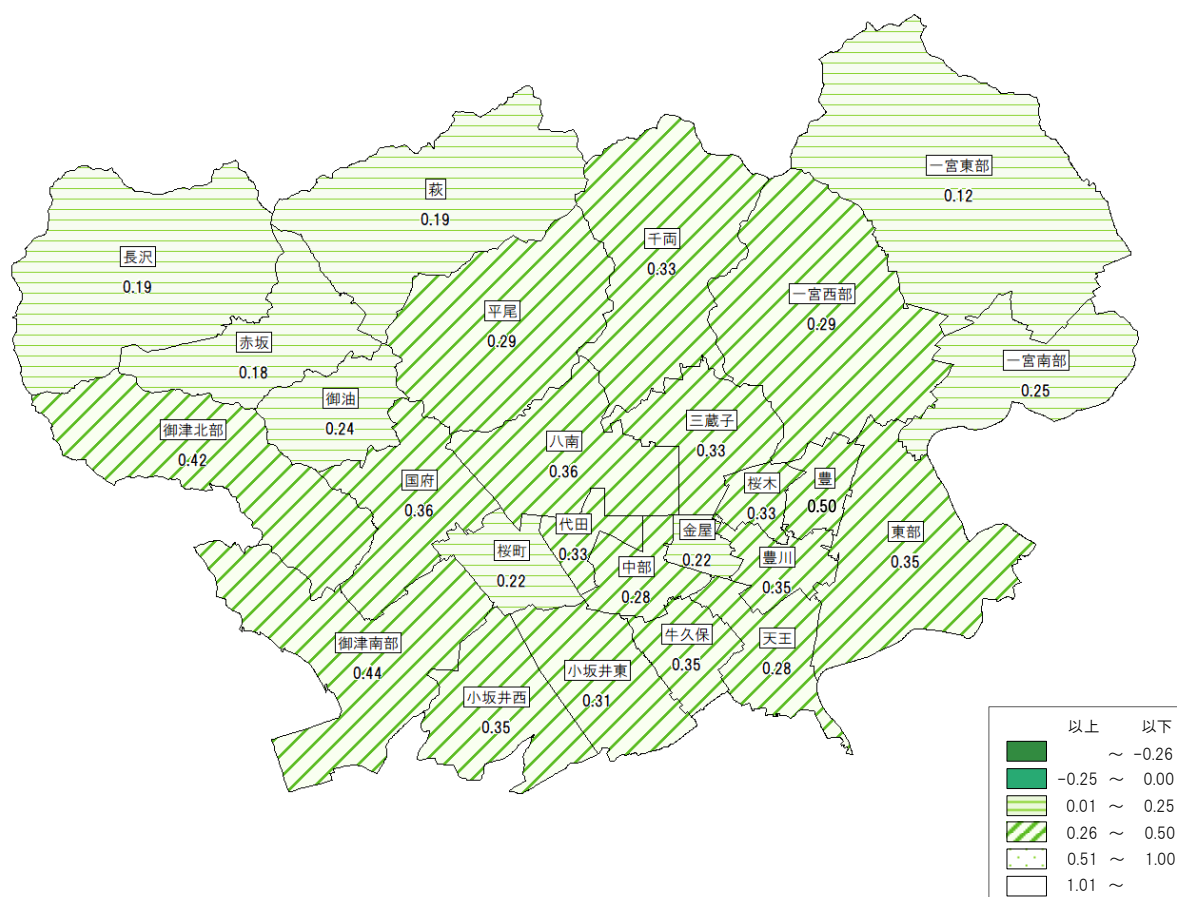 一宮東部
0.12
萩
0.19
千両
0.33
長沢
0.19
一宮西部
0.29
平尾
0.29
赤坂
0.18
一宮南部
0.25
御油
0.24
三蔵子
0.33
御津北部
0.42
八南
0.36
国府
0.36
桜木
0.33
豊
0.50
代田
0.33
金屋
0.22
東部
0.35
桜町
0.22
中部
0.28
豊川
0.35
御津南部
0.44
牛久保
0.35
天王
0.28
小坂井東
0.31
小坂井西
0.35
以上 以下
～ -0.26
-0.25 ～ 0.00
0.01 ～ 0.25
0.26 ～ 0.50
0.51 ～ 1.00
1.01 ～